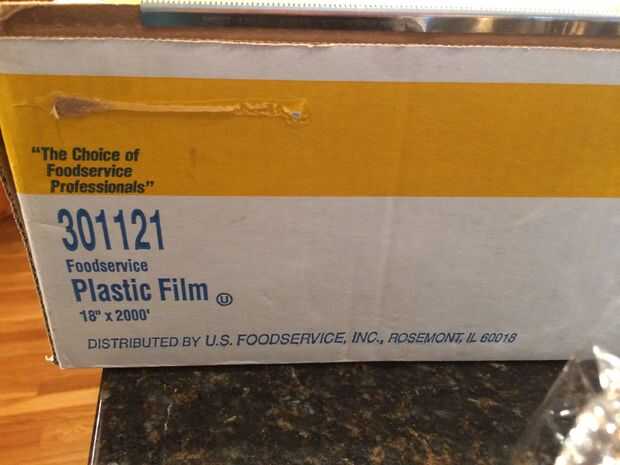 “The Choice of
Foodservice
Professionals”
301121
Foodservice
Plastic Film Ⓤ
18" x 2000'
DISTRIBUTED BY U.S. FOODSERVICE, INC., ROSEMONT, IL 60018